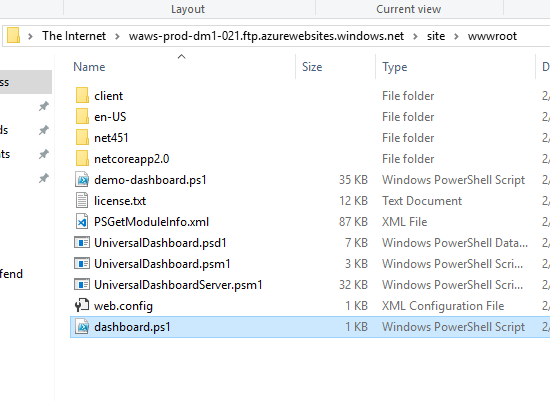 Layout Current view
The Internet > waws-prod-dm1-021.ftp.azurewebsites.windows.net > site > wwwroot
Name Size Type
client File folder 2/
en-US File folder 2/
net451 File folder 2/
netcoreapp2.0 File folder 2/
demo-dashboard.ps1 35 KB Windows PowerShell Script 2/
license.txt 12 KB Text Document 2/
PSGetModuleInfo.xml 87 KB XML File 2/
UniversalDashboard.psd1 7 KB Windows PowerShell Data... 2/
UniversalDashboard.psm1 3 KB Windows PowerShell Scri... 2/
UniversalDashboardServer.psm1 32 KB Windows PowerShell Scri... 2/
web.config 1 KB XML Configuration File 2/
dashboard.ps1 1 KB Windows PowerShell Script 2/
ss
ds
ts
fend